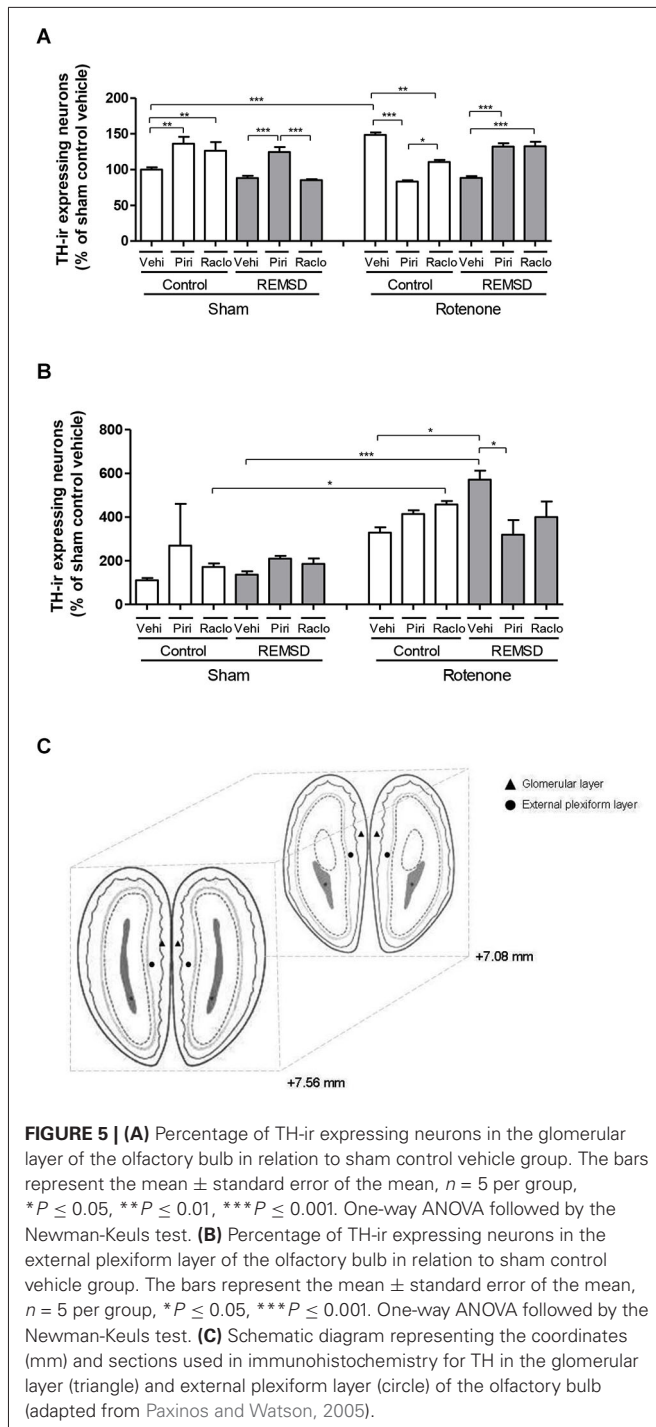 A
TH-ir expressing neurons
(% of sham control vehicle)
200
150
100
50
0
**
**
***
***
***
***
**
*
***
***
Vehi Piri Raclo Vehi Piri Raclo Vehi Piri Raclo Vehi Piri Raclo
Control REMSD Control REMSD
Sham Rotenone
B
TH-ir expressing neurons
(% of sham control vehicle)
800
600
400
200
0
*
***
*
*
Vehi Piri Raclo Vehi Piri Raclo Vehi Piri Raclo Vehi Piri Raclo
Control REMSD Control REMSD
Sham Rotenone
C
▲ Glomerular layer
● External plexiform layer
+7.08 mm
+7.56 mm
FIGURE 5 | (A) Percentage of TH-ir expressing neurons in the glomerular
layer of the olfactory bulb in relation to sham control vehicle group. The bars
represent the mean ± standard error of the mean, n = 5 per group,
*P ≤ 0.05, **P ≤ 0.01, ***P ≤ 0.001. One-way ANOVA followed by the
Newman-Keuls test. (B) Percentage of TH-ir expressing neurons in the
external plexiform layer of the olfactory bulb in relation to sham control
vehicle group. The bars represent the mean ± standard error of the mean,
n = 5 per group, *P ≤ 0.05, ***P ≤ 0.001. One-way ANOVA followed by the
Newman-Keuls test. (C) Schematic diagram representing the coordinates
(mm) and sections used in immunohistochemistry for TH in the glomerular
layer (triangle) and external plexiform layer (circle) of the olfactory bulb
(adapted from Paxinos and Watson, 2005).